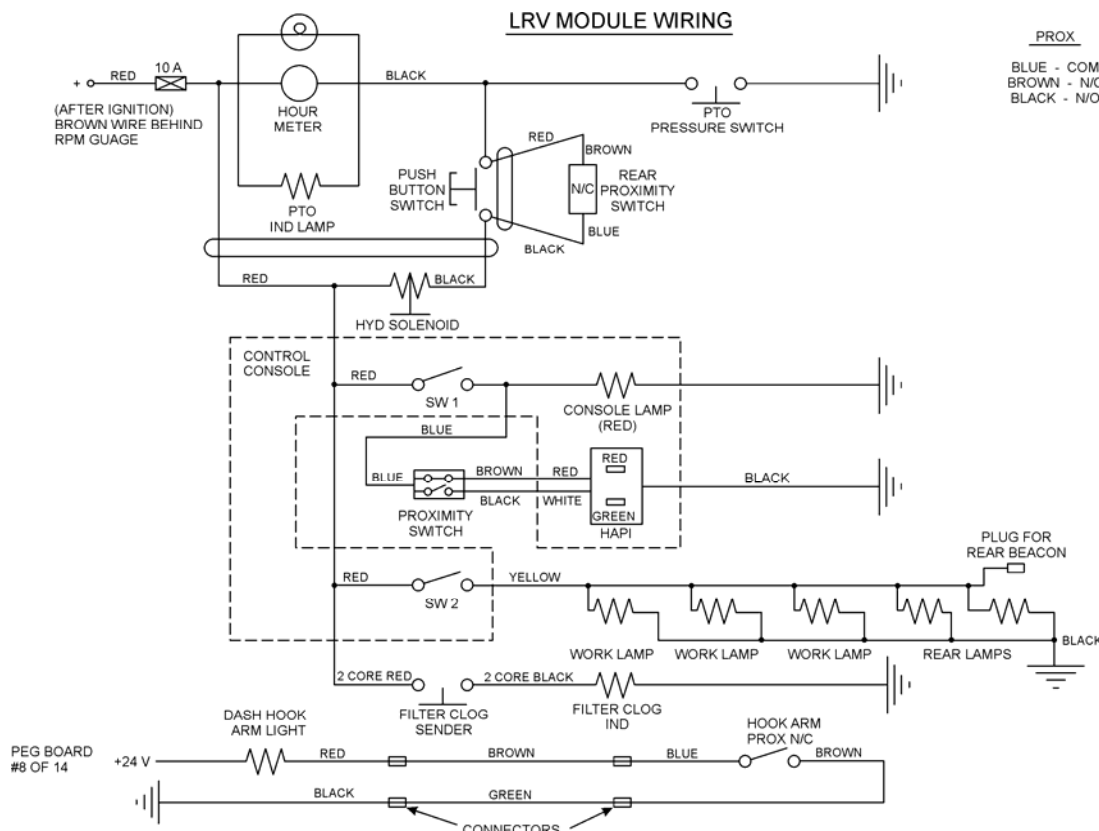 LRV MODULE WIRING
PROX
BLUE - COM
BROWN - N/C
BLACK - N/O
+
RED
10 A
BLACK
(AFTER IGNITION)
BROWN WIRE BEHIND
RPM GUAGE
HOUR
METER
PTO
PRESSURE SWITCH
RED
BROWN
PUSH
BUTTON
SWITCH
N/C
REAR
PROXIMITY
SWITCH
PTO
IND LAMP
BLUE
BLACK
RED
BLACK
HYD SOLENOID
CONTROL
CONSOLE
RED
SW 1
CONSOLE LAMP
(RED)
BLUE
BLUE
BROWN
RED
RED
BLACK
BLACK
WHITE
GREEN
HAPI
PROXIMITY
SWITCH
PLUG FOR
REAR BEACON
RED
SW 2
YELLOW
BLACK
WORK LAMP
WORK LAMP
WORK LAMP
REAR LAMPS
2 CORE RED
2 CORE BLACK
FILTER CLOG
SENDER
FILTER CLOG
IND
DASH HOOK
ARM LIGHT
HOOK ARM
PROX N/C
PEG BOARD
#8 OF 14
+24 V
RED
BROWN
BLUE
BROWN
BLACK
GREEN
CONNECTORS